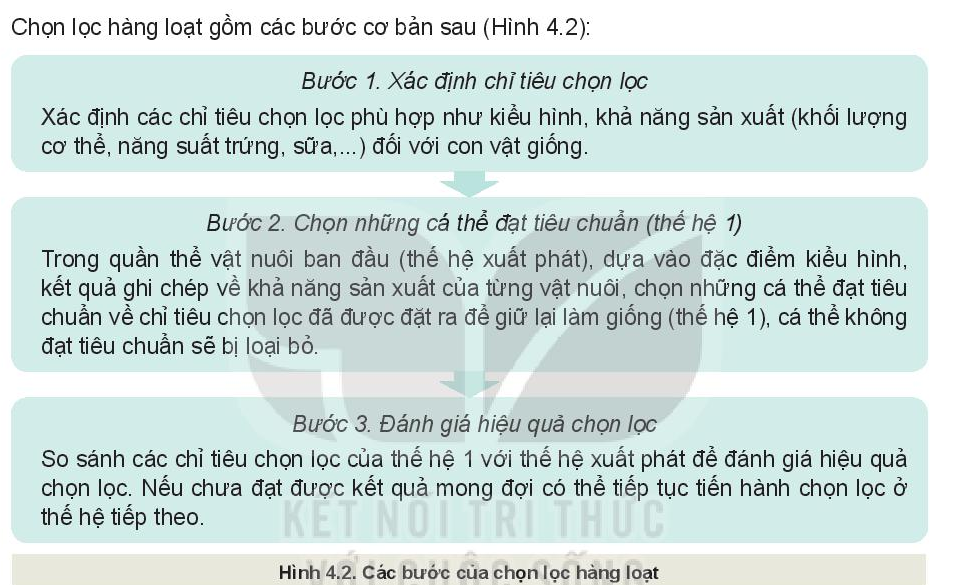 Chọn lọc hàng loạt gồm các bước cơ bản sau (Hình 4.2):
Bước 1. Xác định chỉ tiêu chọn lọc
Xác định các chỉ tiêu chọn lọc phù hợp như kiểu hình, khả năng sản xuất (khối lượng
cơ thể, năng suất trứng, sữa,...) đối với con vật giống.
Bước 2. Chọn những cá thể đạt tiêu chuẩn (thế hệ 1)
Trong quần thể vật nuôi ban đầu (thế hệ xuất phát), dựa vào đặc điểm kiểu hình,
kết quả ghi chép về khả năng sản xuất của từng vật nuôi, chọn những cá thể đạt tiêu
chuẩn về chỉ tiêu chọn lọc đã được đặt ra để giữ lại làm giống (thế hệ 1), cá thể không
đạt tiêu chuẩn sẽ bị loại bỏ.
Bước 3. Đánh giá hiệu quả chọn lọc
So sánh các chỉ tiêu chọn lọc của thế hệ 1 với thế hệ xuất phát để đánh giá hiệu quả
chọn lọc. Nếu chưa đạt được kết quả mong đợi có thể tiếp tục tiến hành chọn lọc ở
thế hệ tiếp theo.
KẾT NỐI TRI THỨC
VỚI CUỘC SỐNG
Hình 4.2. Các bước của chọn lọc hàng loạt